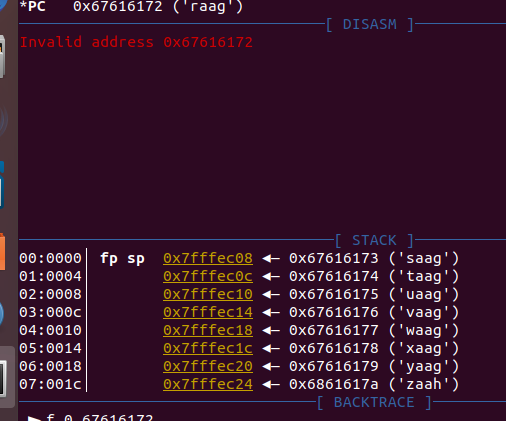 *PC 0x67616172 ('raag')
[ DISASM ]
Invalid address 0x67616172
[ STACK ]
00:0000│ fp sp 0x7fffec08 ◂— 0x67616173 ('saag')
01:0004│ 0x7fffec0c ◂— 0x67616174 ('taag')
02:0008│ 0x7fffec10 ◂— 0x67616175 ('uaag')
03:000c│ 0x7fffec14 ◂— 0x67616176 ('vaag')
04:0010│ 0x7fffec18 ◂— 0x67616177 ('waag')
05:0014│ 0x7fffec1c ◂— 0x67616178 ('xaag')
06:0018│ 0x7fffec20 ◂— 0x67616179 ('yaag')
07:001c│ 0x7fffec24 ◂— 0x6861617a ('zaah')
[ BACKTRACE ]
► f 0 67616172